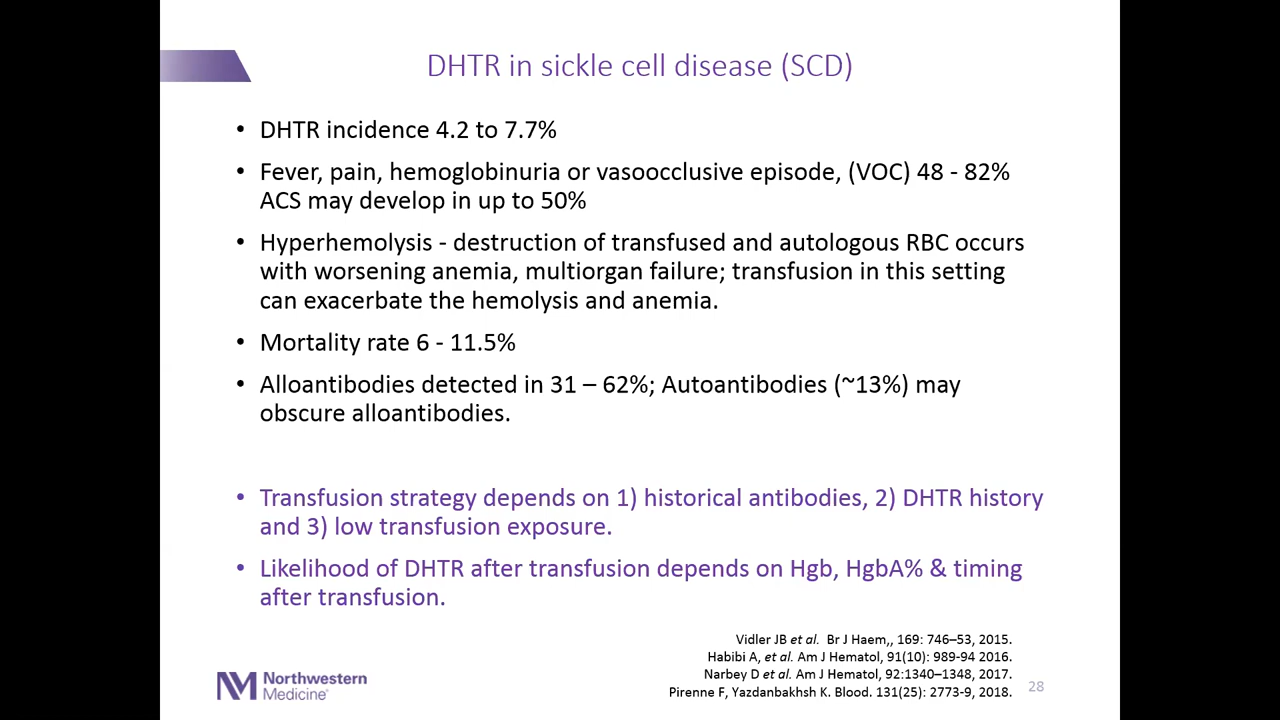 DHTR in sickle cell disease (SCD)
• DHTR incidence 4.2 to 7.7%
• Fever, pain, hemoglobinuria or vasoocclusive episode, (VOC) 48 - 82%
ACS may develop in up to 50%
• Hyperhemolysis - destruction of transfused and autologous RBC occurs
with worsening anemia, multiorgan failure; transfusion in this setting
can exacerbate the hemolysis and anemia.
• Mortality rate 6 - 11.5%
• Alloantibodies detected in 31 – 62%; Autoantibodies (~13%) may
obscure alloantibodies.
• Transfusion strategy depends on 1) historical antibodies, 2) DHTR history
and 3) low transfusion exposure.
• Likelihood of DHTR after transfusion depends on Hgb, HgbA% & timing
after transfusion.
Vidler JB et al. Br J Haem,, 169: 746–53, 2015.
Habibi A, et al. Am J Hematol, 91(10): 989-94 2016.
Narbey D et al. Am J Hematol, 92:1340–1348, 2017.
Pirenne F, Yazdanbakhsh K. Blood. 131(25): 2773-9, 2018.
28
NM Northwestern
Medicine®